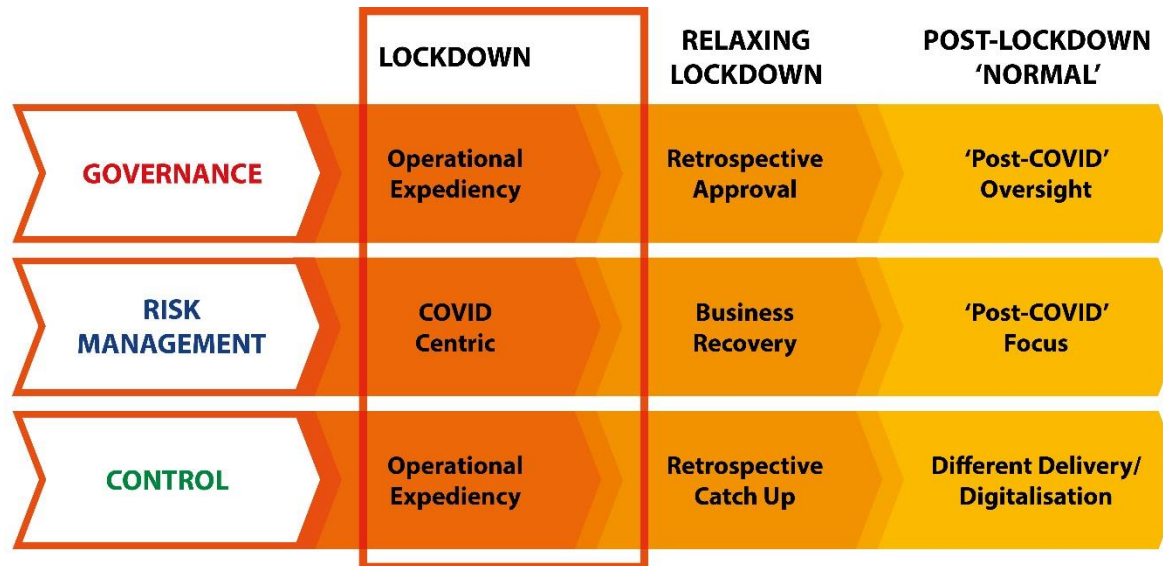 LOCKDOWN
RELAXING
LOCKDOWN
POST-LOCKDOWN
‘NORMAL’
GOVERNANCE
Operational
Expediency
Retrospective
Approval
‘Post-COVID’
Oversight
RISK
MANAGEMENT
COVID
Centric
Business
Recovery
‘Post-COVID’
Focus
CONTROL
Operational
Expediency
Retrospective
Catch Up
Different Delivery/
Digitalisation